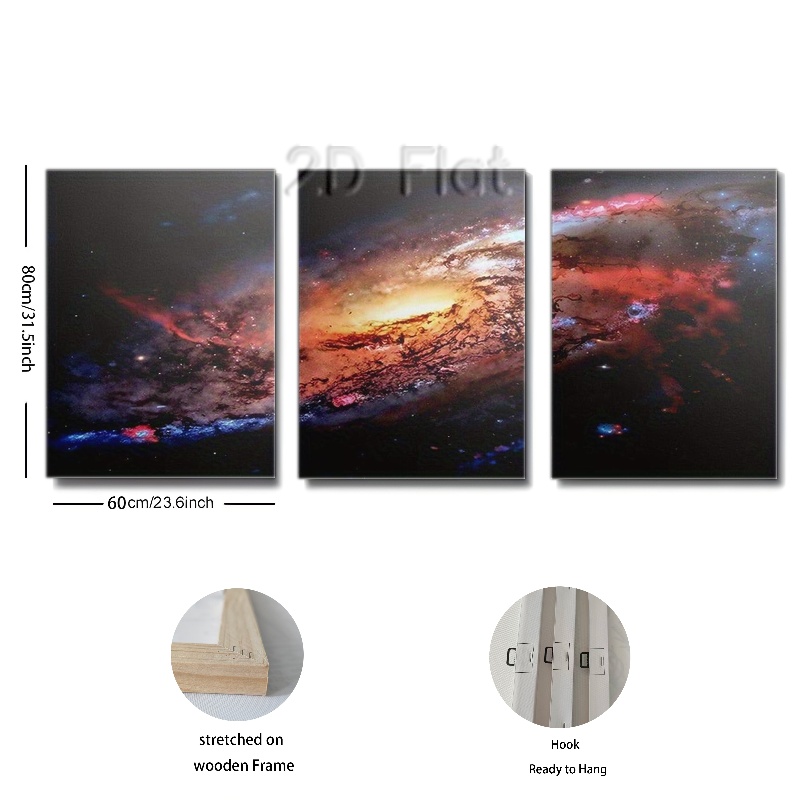 2D Flat
80cm/31.5inch
60cm/23.6inch
stretched on
wooden Frame
Hook
Ready to Hang